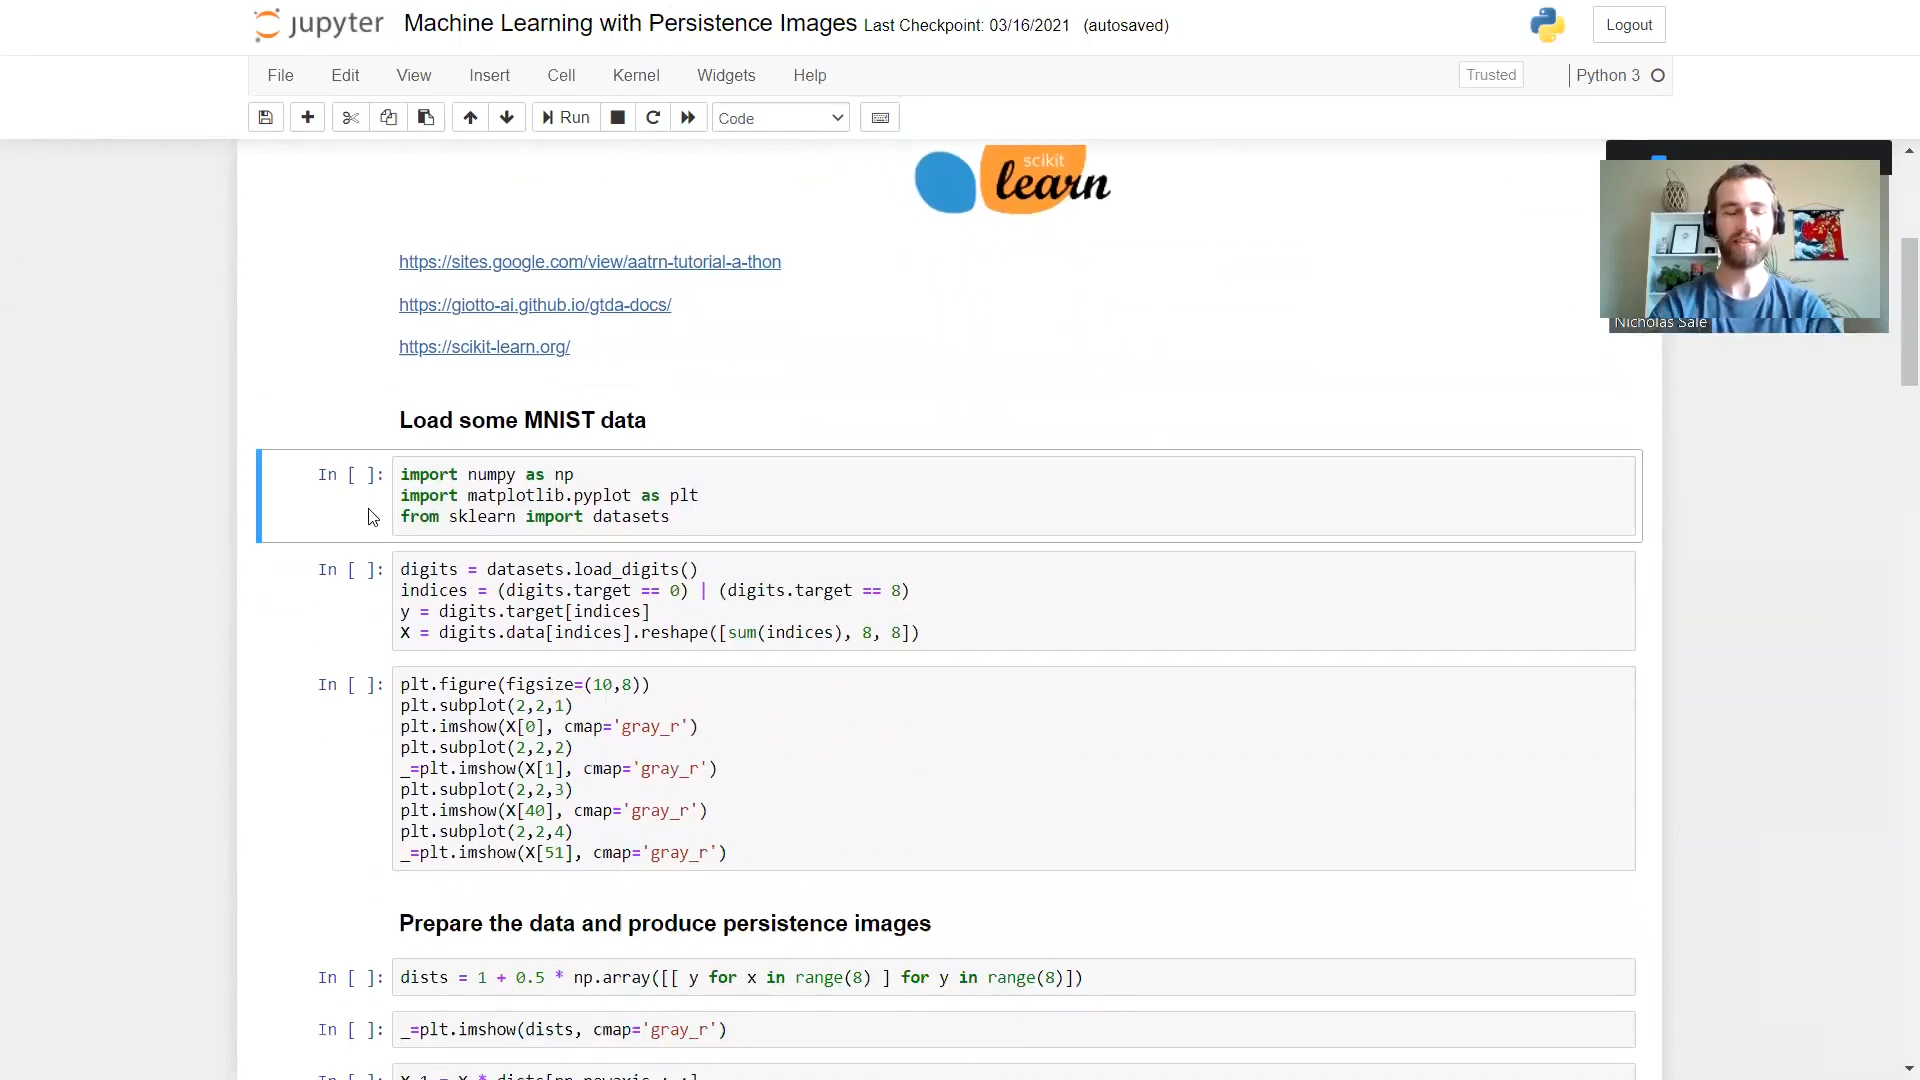 jupyter Machine Learning with Persistence Images Last Checkpoint: 03/16/2021 (autosaved) Logout
File Edit View Insert Cell Kernel Widgets Help Trusted Python 3
Run Code
scikit
learn
https://sites.google.com/view/aatrn-tutorial-a-thon
https://giotto-ai.github.io/gtda-docs/
https://scikit-learn.org/
Nicholas Sale
Load some MNIST data
In [ ]: import numpy as np
import matplotlib.pyplot as plt
from sklearn import datasets
In [ ]: digits = datasets.load_digits()
indices = (digits.target == 0) | (digits.target == 8)
y = digits.target[indices]
X = digits.data[indices].reshape([sum(indices), 8, 8])
In [ ]: plt.figure(figsize=(10,8))
plt.subplot(2,2,1)
plt.imshow(X[0], cmap='gray_r')
plt.subplot(2,2,2)
_=plt.imshow(X[1], cmap='gray_r')
plt.subplot(2,2,3)
plt.imshow(X[40], cmap='gray_r')
plt.subplot(2,2,4)
_=plt.imshow(X[51], cmap='gray_r')
Prepare the data and produce persistence images
In [ ]: dists = 1 + 0.5 * np.array([[ y for x in range(8) ] for y in range(8)])
In [ ]: _=plt.imshow(dists, cmap='gray_r')